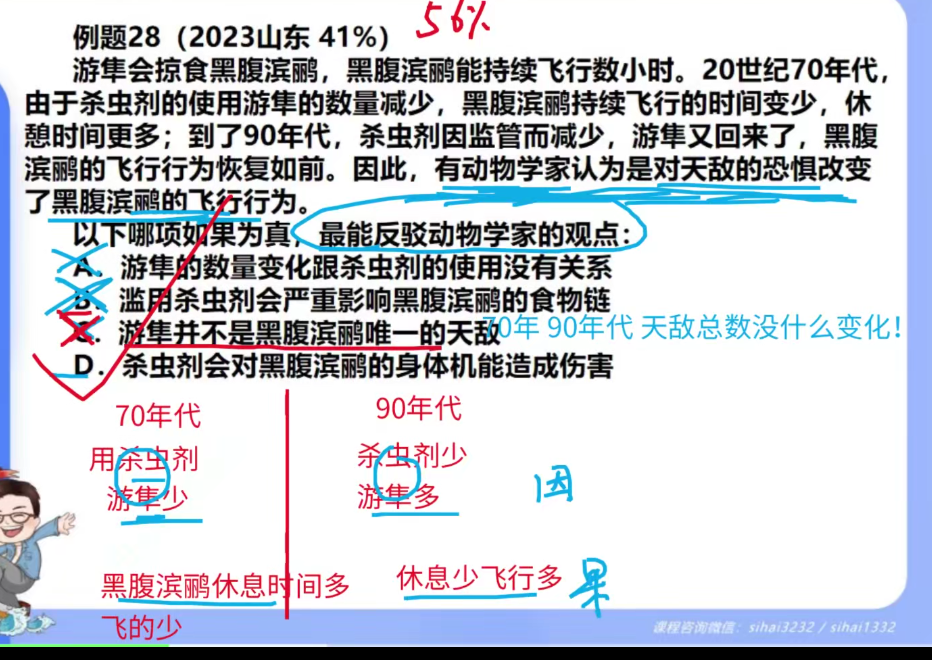 56%
例题28（2023山东 41%）
游隼会掠食黑腹滨鹬，黑腹滨鹬能持续飞行数小时。20世纪70年代，
由于杀虫剂的使用游隼的数量减少，黑腹滨鹬持续飞行的时间变少，休
憩时间更多；到了90年代，杀虫剂因监管而减少，游隼又回来了，黑腹
滨鹬的飞行行为恢复如前。因此，有动物学家认为是对天敌的恐惧改变
了黑腹滨鹬的飞行行为。
以下哪项如果为真，最能反驳动物学家的观点：
A．游隼的数量变化跟杀虫剂的使用没有关系
B．滥用杀虫剂会严重影响黑腹滨鹬的食物链
C．游隼并不是黑腹滨鹬唯一的天敌
70年 90年代 天敌总数没什么变化！
D．杀虫剂会对黑腹滨鹬的身体机能造成伤害
70年代
90年代
用杀虫剂
杀虫剂少
游隼少
游隼多
因
黑腹滨鹬休息时间多
休息少飞行多
果
飞的少
课程咨询微信：sihai3232 / sihai1332